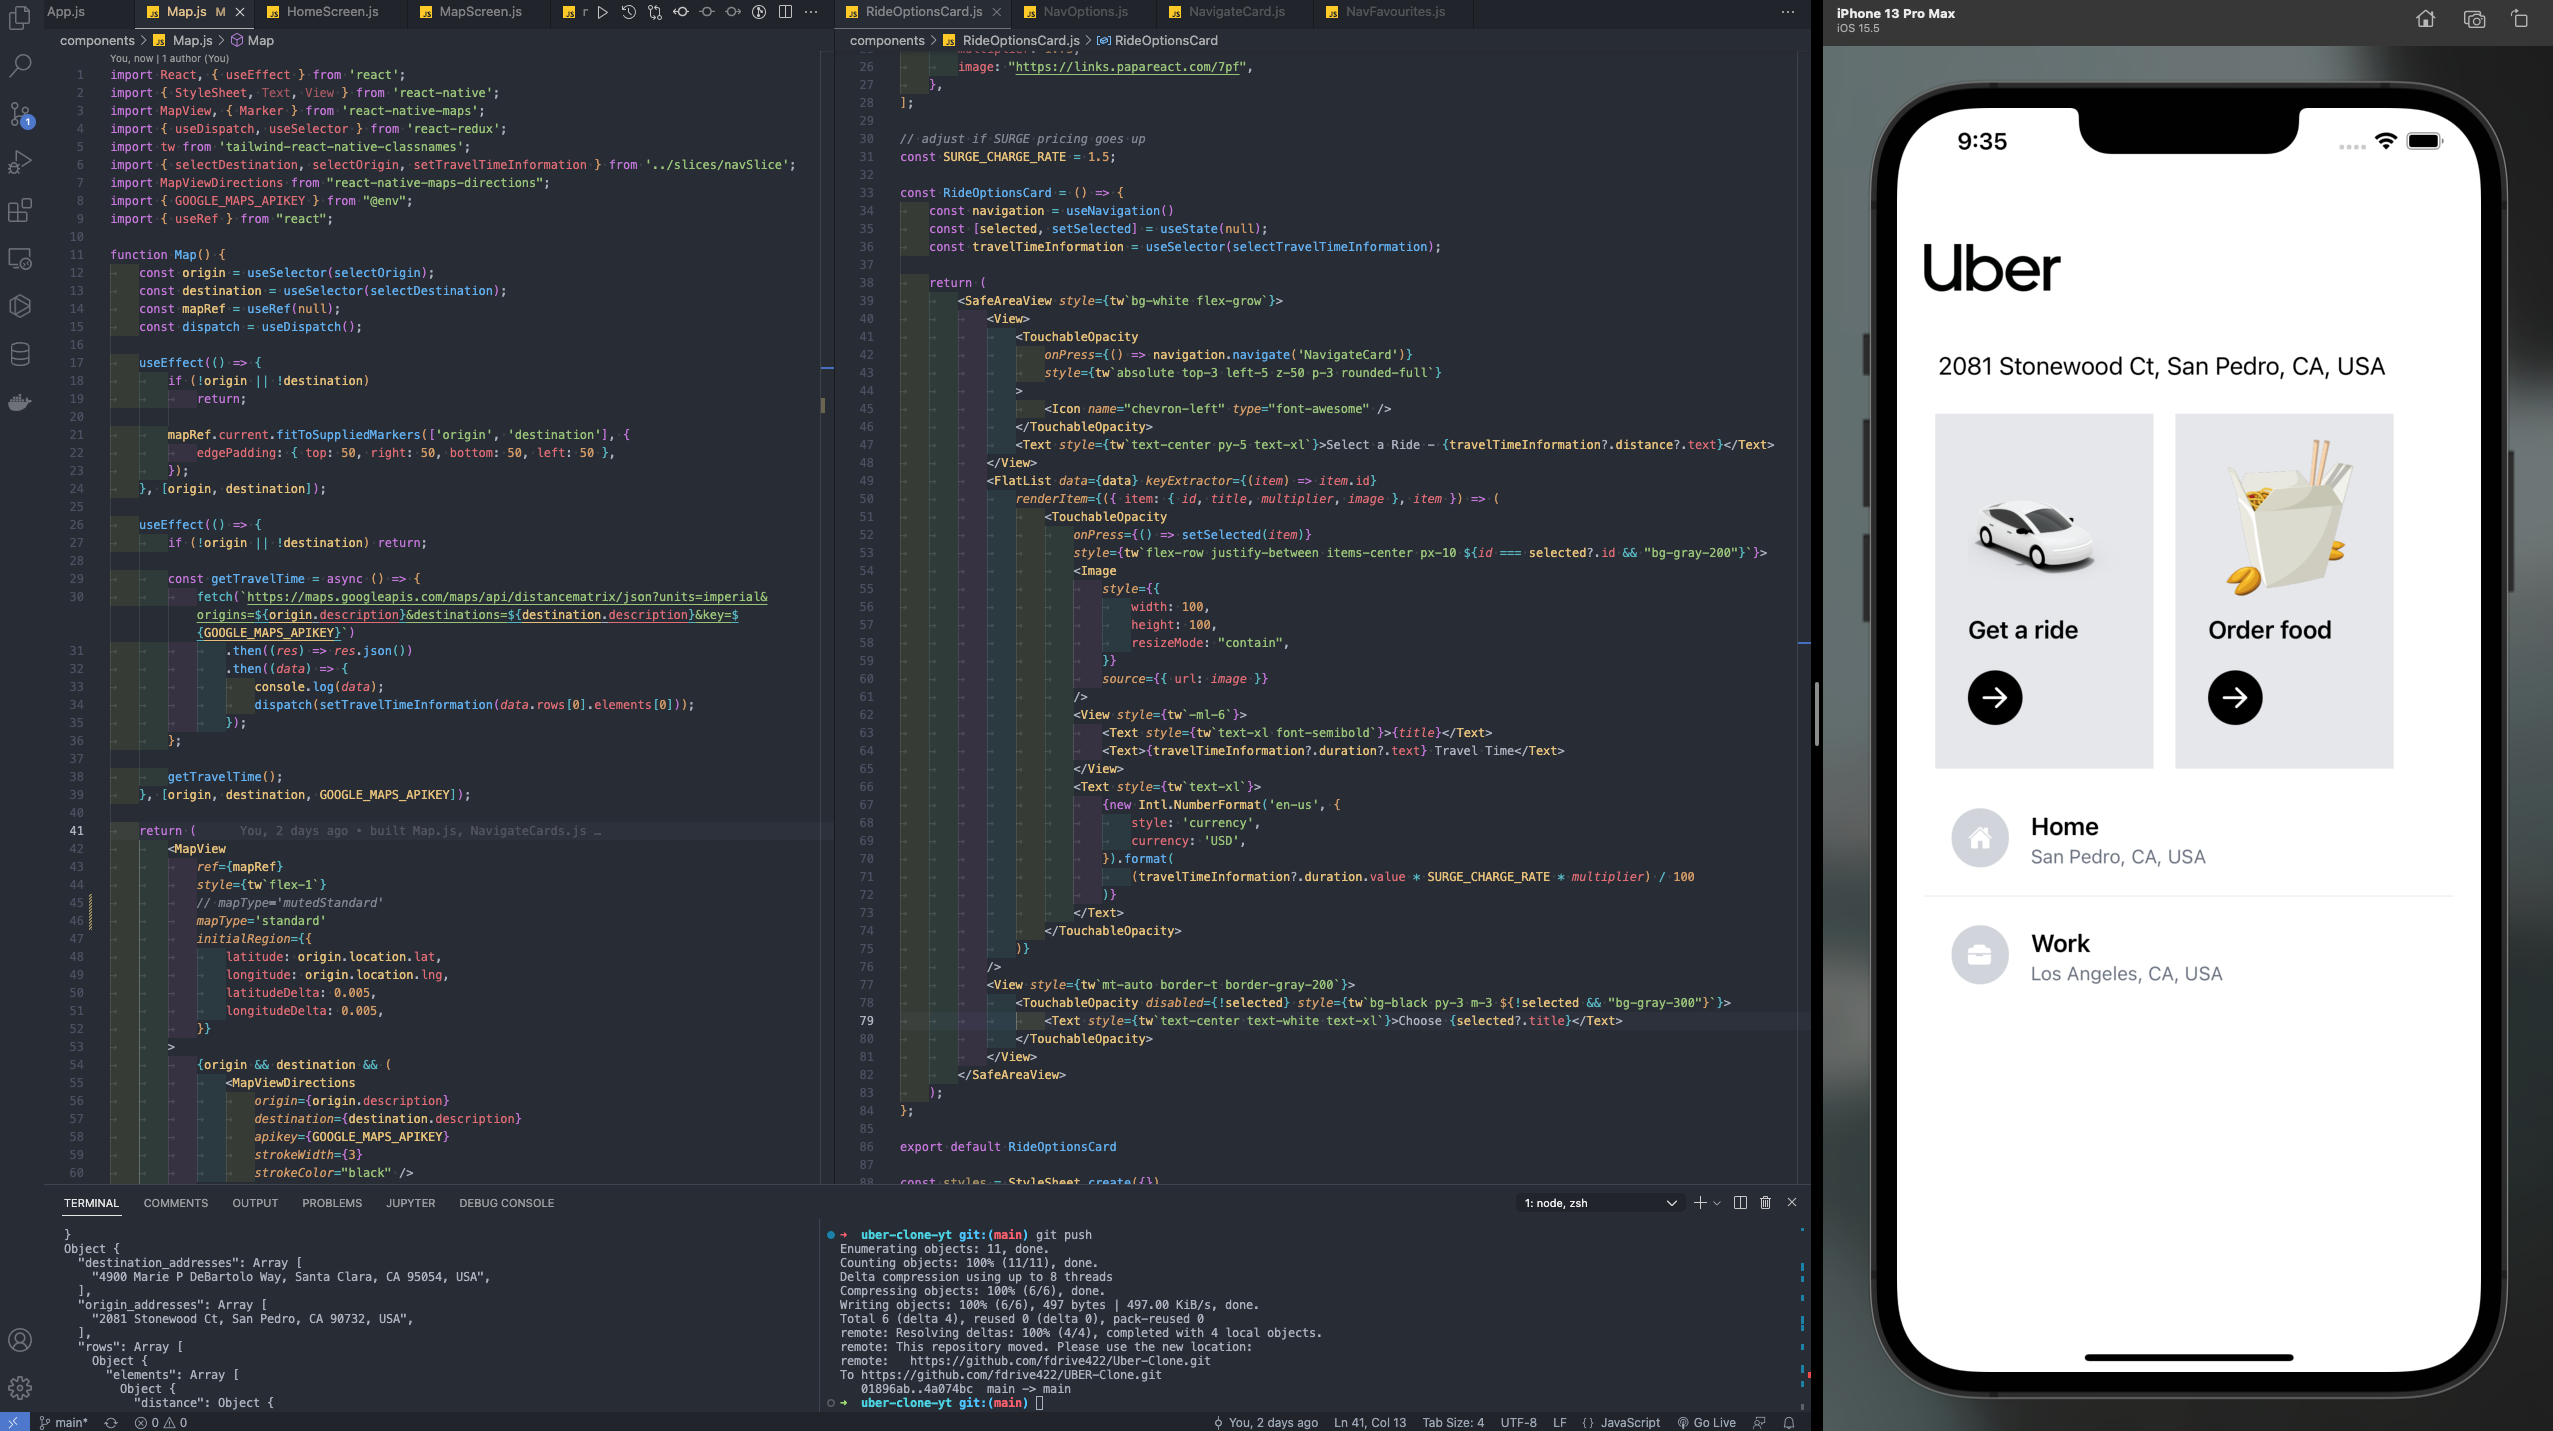 App.js
Map.js M
HomeScreen.js
MapScreen.js
components > Map.js > Map
You, now | 1 author (You)
1 import React, { useEffect } from 'react';
2 import { StyleSheet, Text, View } from 'react-native';
3 import MapView, { Marker } from 'react-native-maps';
4 import { useDispatch, useSelector } from 'react-redux';
5 import tw from 'tailwind-react-native-classnames';
6 import { selectDestination, selectOrigin, setTravelTimeInformation } from '../slices/navSlice';
7 import MapViewDirections from "react-native-maps-directions";
8 import { GOOGLE_MAPS_APIKEY } from "@env";
9 import { useRef } from "react";
10
11 function Map() {
12 const origin = useSelector(selectOrigin);
13 const destination = useSelector(selectDestination);
14 const mapRef = useRef(null);
15 const dispatch = useDispatch();
16
17 useEffect(() => {
18 if (!origin || !destination)
19 return;
20
21 mapRef.current.fitToSuppliedMarkers(['origin', 'destination'], {
22 edgePadding: { top: 50, right: 50, bottom: 50, left: 50 },
23 });
24 }, [origin, destination]);
25
26 useEffect(() => {
27 if (!origin || !destination) return;
28
29 const getTravelTime = async () => {
30 fetch(`https://maps.googleapis.com/maps/api/distancematrix/json?units=imperial&
origins=${origin.description}&destinations=${destination.description}&key=$
{GOOGLE_MAPS_APIKEY}`)
31 .then((res) => res.json())
32 .then((data) => {
33 console.log(data);
34 dispatch(setTravelTimeInformation(data.rows[0].elements[0]));
35 });
36 };
37
38 getTravelTime();
39 }, [origin, destination, GOOGLE_MAPS_APIKEY]);
40
41 return ( You, 2 days ago • built Map.js, NavigateCards.js …
42 <MapView
43 ref={mapRef}
44 style={tw`flex-1`}
45 // mapType='mutedStandard'
46 mapType='standard'
47 initialRegion={{
48 latitude: origin.location.lat,
49 longitude: origin.location.lng,
50 latitudeDelta: 0.005,
51 longitudeDelta: 0.005,
52 }}
53 >
54 {origin && destination && (
55 <MapViewDirections
56 origin={origin.description}
57 destination={destination.description}
58 apikey={GOOGLE_MAPS_APIKEY}
59 strokeWidth={3}
60 strokeColor="black" />
RideOptionsCard.js
NavOptions.js
NavigateCard.js
NavFavourites.js
components > RideOptionsCard.js > RideOptionsCard
26 image: "https://links.papareact.com/7pf",
27 },
28 ];
29
30 // adjust if SURGE pricing goes up
31 const SURGE_CHARGE_RATE = 1.5;
32
33 const RideOptionsCard = () => {
34 const navigation = useNavigation()
35 const [selected, setSelected] = useState(null);
36 const travelTimeInformation = useSelector(selectTravelTimeInformation);
37
38 return (
39 <SafeAreaView style={tw`bg-white flex-grow`}>
40 <View>
41 <TouchableOpacity
42 onPress={() => navigation.navigate('NavigateCard')}
43 style={tw`absolute top-3 left-5 z-50 p-3 rounded-full`}
44 >
45 <Icon name="chevron-left" type="font-awesome" />
46 </TouchableOpacity>
47 <Text style={tw`text-center py-5 text-xl`}>Select a Ride - {travelTimeInformation?.distance?.text}</Text>
48 </View>
49 <FlatList data={data} keyExtractor={(item) => item.id}
50 renderItem={({ item: { id, title, multiplier, image }, item }) => (
51 <TouchableOpacity
52 onPress={() => setSelected(item)}
53 style={tw`flex-row justify-between items-center px-10 ${id === selected?.id && "bg-gray-200"}`}>
54 <Image
55 style={{
56 width: 100,
57 height: 100,
58 resizeMode: "contain",
59 }}
60 source={{ url: image }}
61 />
62 <View style={tw`-ml-6`}>
63 <Text style={tw`text-xl font-semibold`}>{title}</Text>
64 <Text>{travelTimeInformation?.duration?.text} Travel Time</Text>
65 </View>
66 <Text style={tw`text-xl`}>
67 {new Intl.NumberFormat('en-us', {
68 style: 'currency',
69 currency: 'USD',
70 }).format(
71 (travelTimeInformation?.duration.value * SURGE_CHARGE_RATE * multiplier) / 100
72 )}
73 </Text>
74 </TouchableOpacity>
75 )}
76 />
77 <View style={tw`mt-auto border-t border-gray-200`}>
78 <TouchableOpacity disabled={!selected} style={tw`bg-black py-3 m-3 ${!selected && "bg-gray-300"}`}>
79 <Text style={tw`text-center text-white text-xl`}>Choose {selected?.title}</Text>
80 </TouchableOpacity>
81 </View>
82 </SafeAreaView>
83 );
84 };
85
86 export default RideOptionsCard
87
88 const styles = StyleSheet.create({})
TERMINAL COMMENTS OUTPUT PROBLEMS JUPYTER DEBUG CONSOLE
1: node, zsh
}
Object {
"destination_addresses": Array [
"4900 Marie P DeBartolo Way, Santa Clara, CA 95054, USA",
],
"origin_addresses": Array [
"2081 Stonewood Ct, San Pedro, CA 90732, USA",
],
"rows": Array [
Object {
"elements": Array [
Object {
"distance": Object {
➜ uber-clone-yt git:(main) git push
Enumerating objects: 11, done.
Counting objects: 100% (11/11), done.
Delta compression using up to 8 threads
Compressing objects: 100% (6/6), done.
Writing objects: 100% (6/6), 497 bytes | 497.00 KiB/s, done.
Total 6 (delta 4), reused 0 (delta 0), pack-reused 0
remote: Resolving deltas: 100% (4/4), completed with 4 local objects.
remote: This repository moved. Please use the new location:
remote: https://github.com/fdrive422/Uber-Clone.git
To https://github.com/fdrive422/UBER-Clone.git
01896ab..4a074bc main -> main
➜ uber-clone-yt git:(main)
main* 0 0
You, 2 days ago Ln 41, Col 13 Tab Size: 4 UTF-8 LF {} JavaScript Go Live
iPhone 13 Pro Max
iOS 15.5
9:35
Uber
2081 Stonewood Ct, San Pedro, CA, USA
Get a ride
Order food
Home
San Pedro, CA, USA
Work
Los Angeles, CA, USA